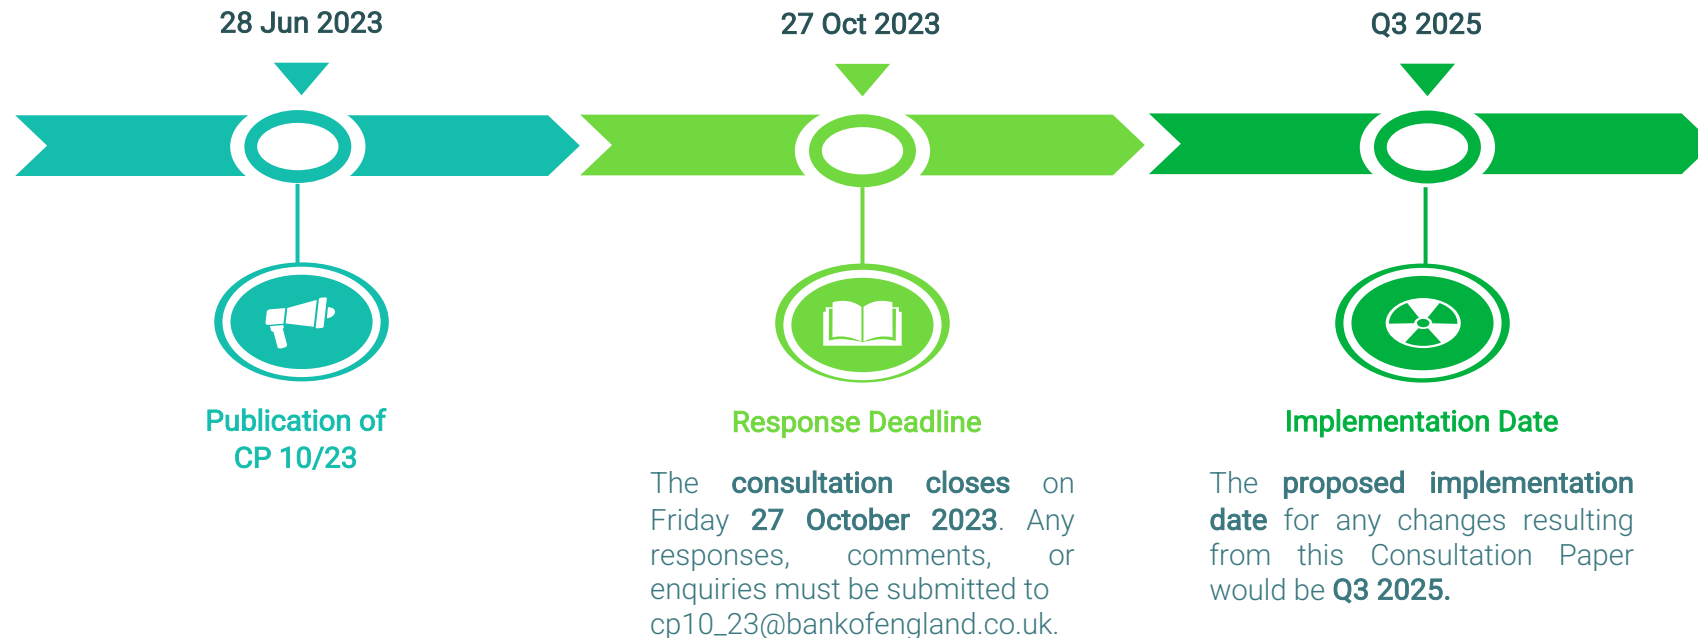 28 Jun 2023
27 Oct 2023
Q3 2025
Publication of
CP 10/23
Response Deadline
The consultation closes on
Friday 27 October 2023. Any
responses, comments, or
enquiries must be submitted to
cp10_23@bankofengland.co.uk.
Implementation Date
The proposed implementation
date for any changes resulting
from this Consultation Paper
would be Q3 2025.